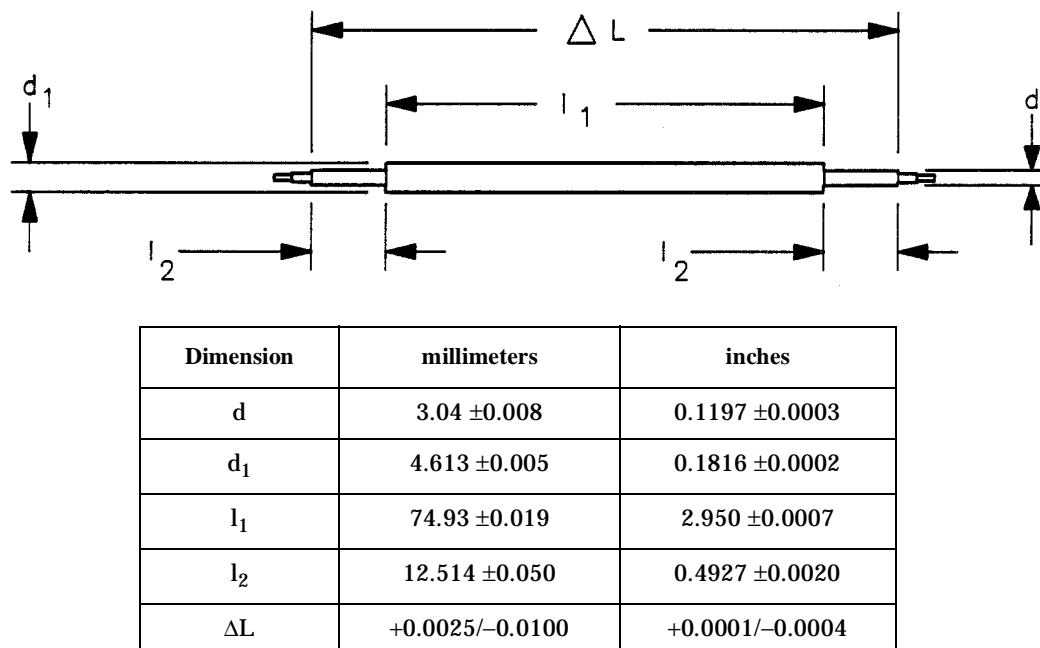 Δ L
d₁
l₁
d
l₂
l₂
Dimension millimeters inches
d 3.04 ±0.008 0.1197 ±0.0003
d₁ 4.613 ±0.005 0.1816 ±0.0002
l₁ 74.93 ±0.019 2.950 ±0.0007
l₂ 12.514 ±0.050 0.4927 ±0.0020
ΔL +0.0025/–0.0100 +0.0001/–0.0004